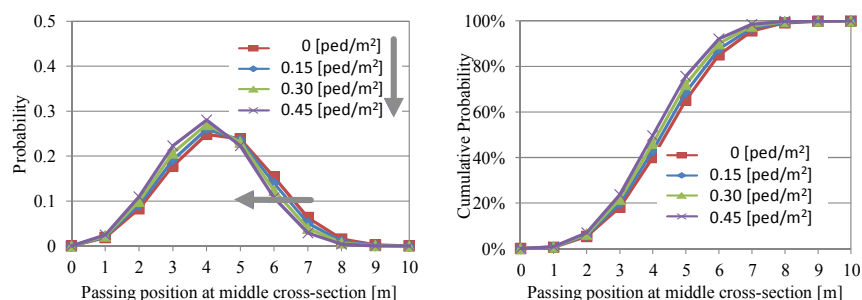 0.5
0.4
0.3
0.2
0.1
0
Probability
0 [ped/m²]
0.15 [ped/m²]
0.30 [ped/m²]
0.45 [ped/m²]
0 1 2 3 4 5 6 7 8 9 10
Passing position at middle cross-section [m]
100%
80%
60%
40%
20%
0%
Cumulative Probability
0 [ped/m²]
0.15 [ped/m²]
0.30 [ped/m²]
0.45 [ped/m²]
0 1 2 3 4 5 6 7 8 9 10
Passing position at middle cross-section [m]